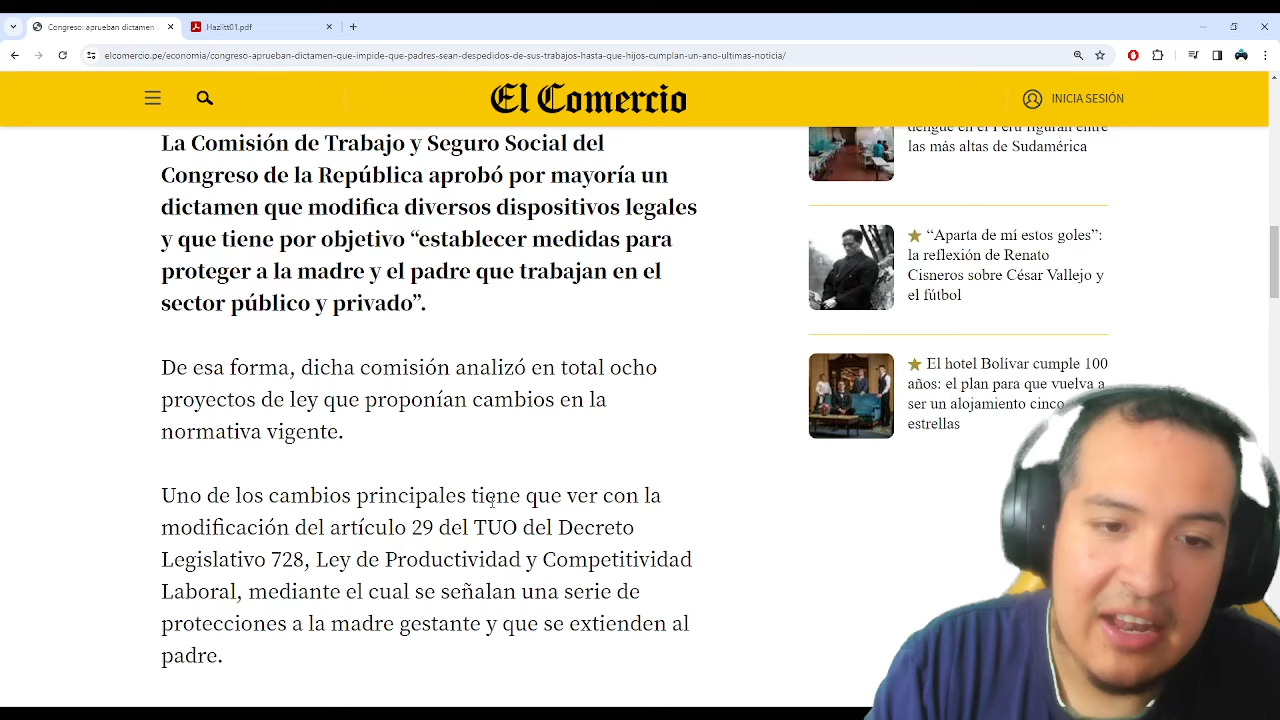 Congreso: aprueban dictamen
Hazlitt01.pdf
elcomercio.pe/economia/congreso-aprueban-dictamen-que-impide-que-padres-sean-despedidos-de-sus-trabajos-hasta-que-hijos-cumplan-un-ano-ultimas-noticia/
El Comercio
INICIA SESIÓN
La Comisión de Trabajo y Seguro Social del
Congreso de la República aprobó por mayoría un
dictamen que modifica diversos dispositivos legales
y que tiene por objetivo “establecer medidas para
proteger a la madre y el padre que trabajan en el
sector público y privado”.
De esa forma, dicha comisión analizó en total ocho
proyectos de ley que proponían cambios en la
normativa vigente.
Uno de los cambios principales tiene que ver con la
modificación del artículo 29 del TUO del Decreto
Legislativo 728, Ley de Productividad y Competitividad
Laboral, mediante el cual se señalan una serie de
protecciones a la madre gestante y que se extienden al
padre.
dengue en el Perú figuran entre
las más altas de Sudamérica
“Aparta de mí estos goles”:
la reflexión de Renato
Cisneros sobre César Vallejo y
el fútbol
El hotel Bolívar cumple 100
años: el plan para que vuelva a
ser un alojamiento cinco
estrellas